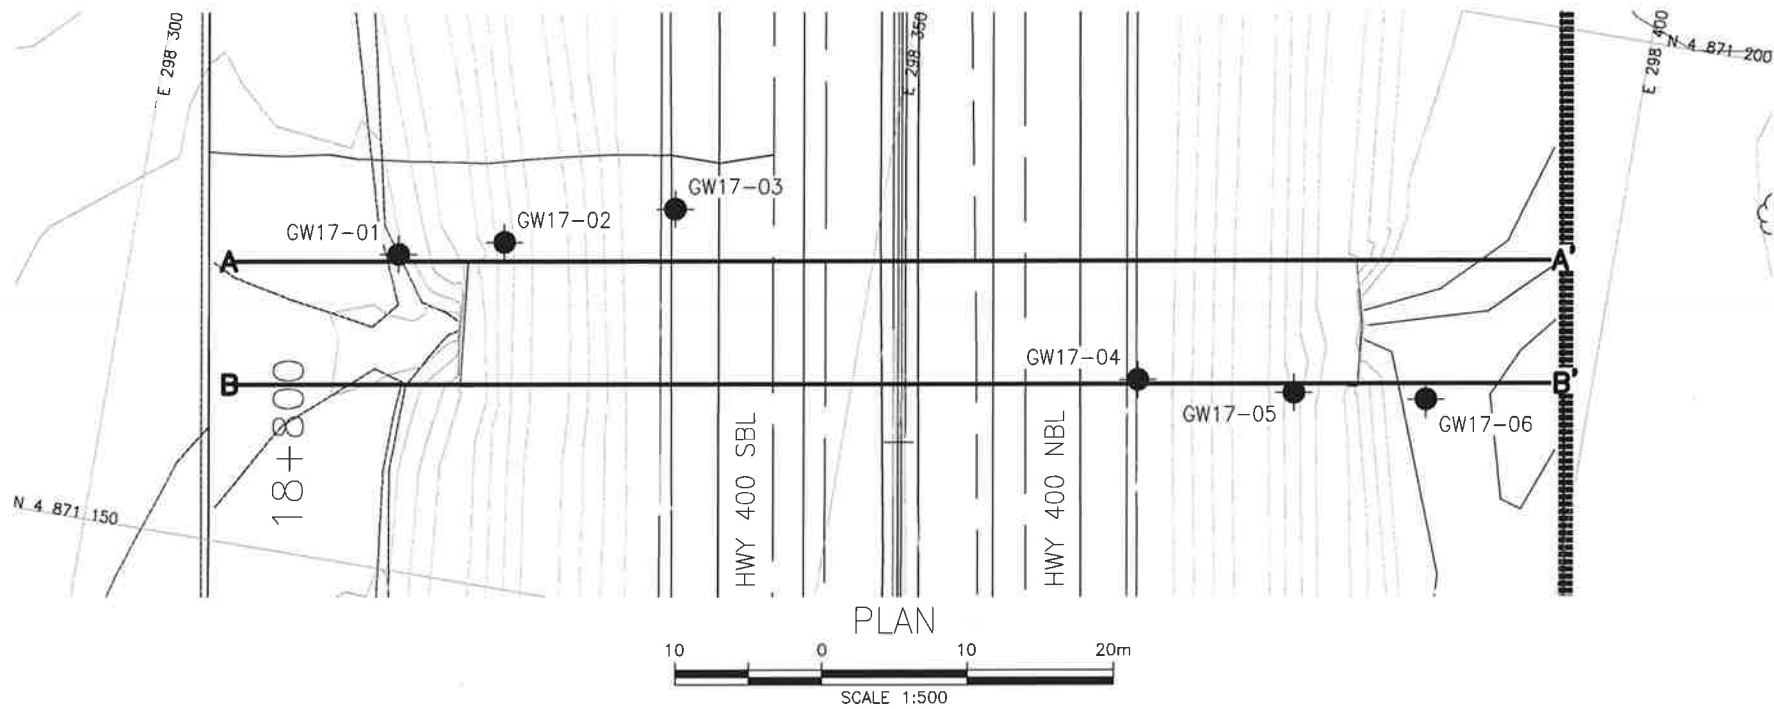 E 298 300
E 298 350
E 298 400
N 4 871 200
GW17-03
GW17-02
GW17-01
A
A'
GW17-04
B
B'
GW17-05
GW17-06
18+800
HWY 400 SBL
HWY 400 NBL
N 4 871 150
PLAN
10 0 10 20m
SCALE 1:500